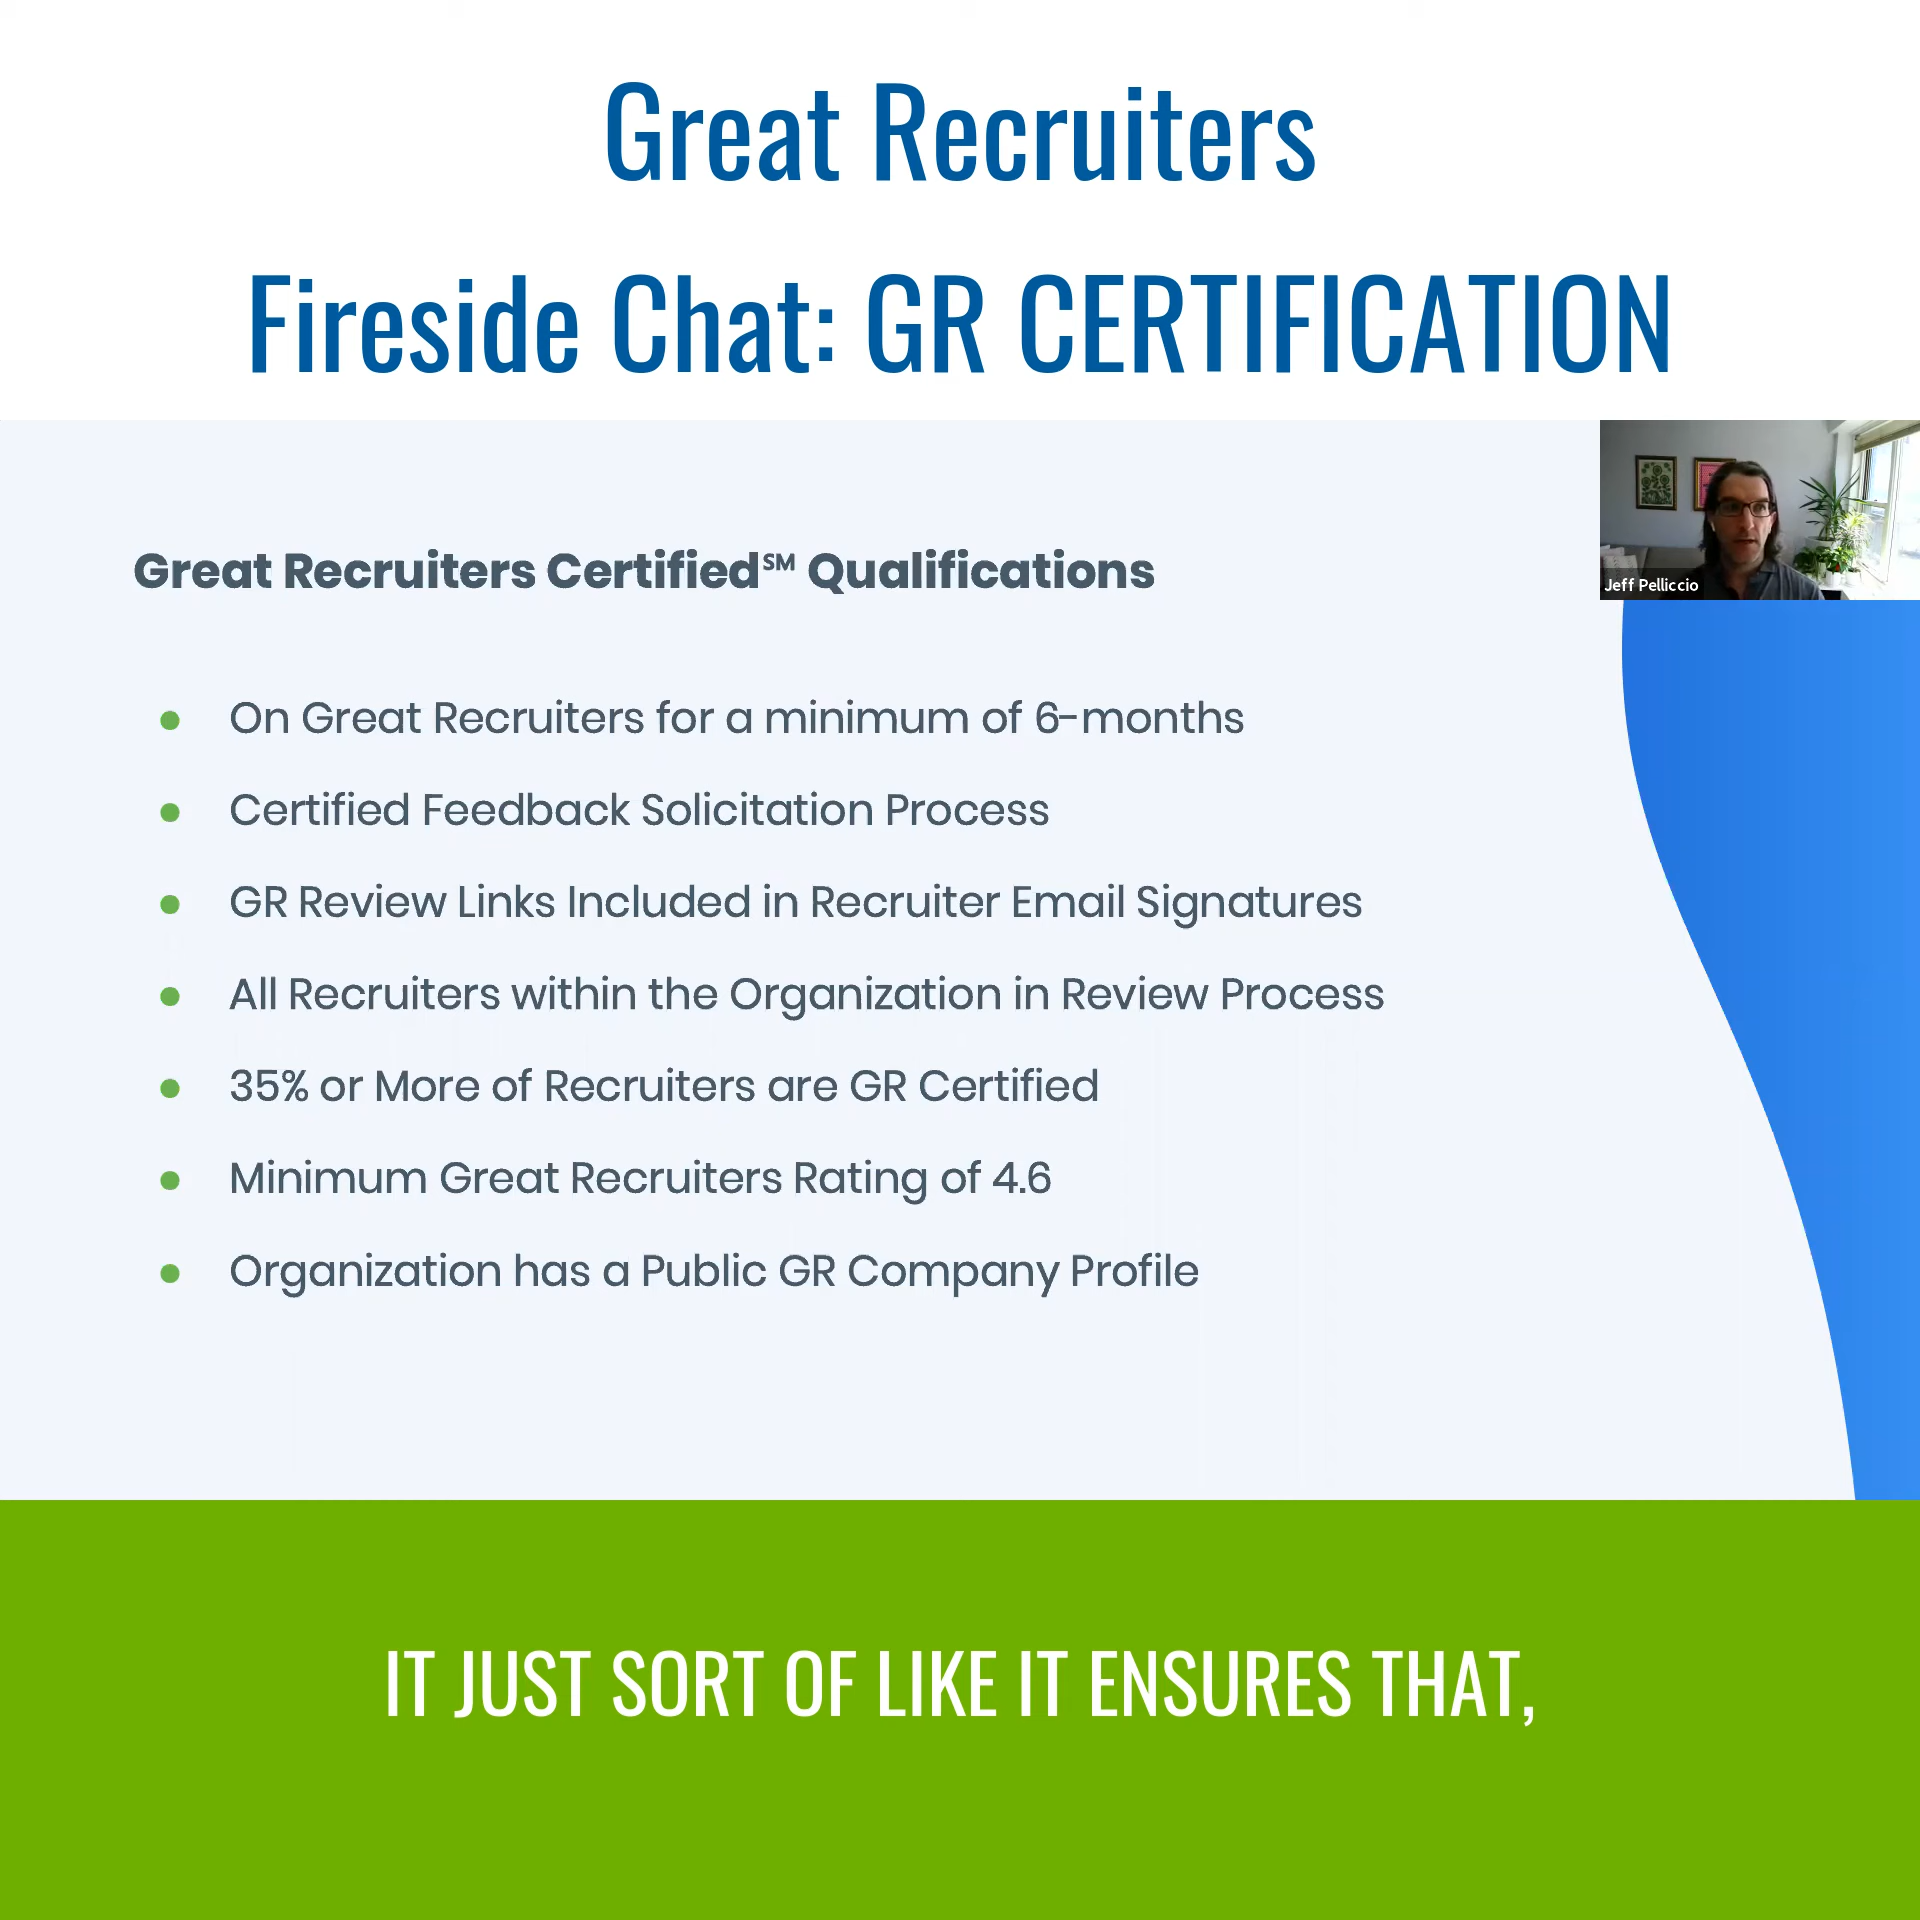 Great Recruiters
Fireside Chat: GR CERTIFICATION
Jeff Pelliccio
Great Recruiters Certified℠ Qualifications
On Great Recruiters for a minimum of 6-months
Certified Feedback Solicitation Process
GR Review Links Included in Recruiter Email Signatures
All Recruiters within the Organization in Review Process
35% or More of Recruiters are GR Certified
Minimum Great Recruiters Rating of 4.6
Organization has a Public GR Company Profile
IT JUST SORT OF LIKE IT ENSURES THAT,